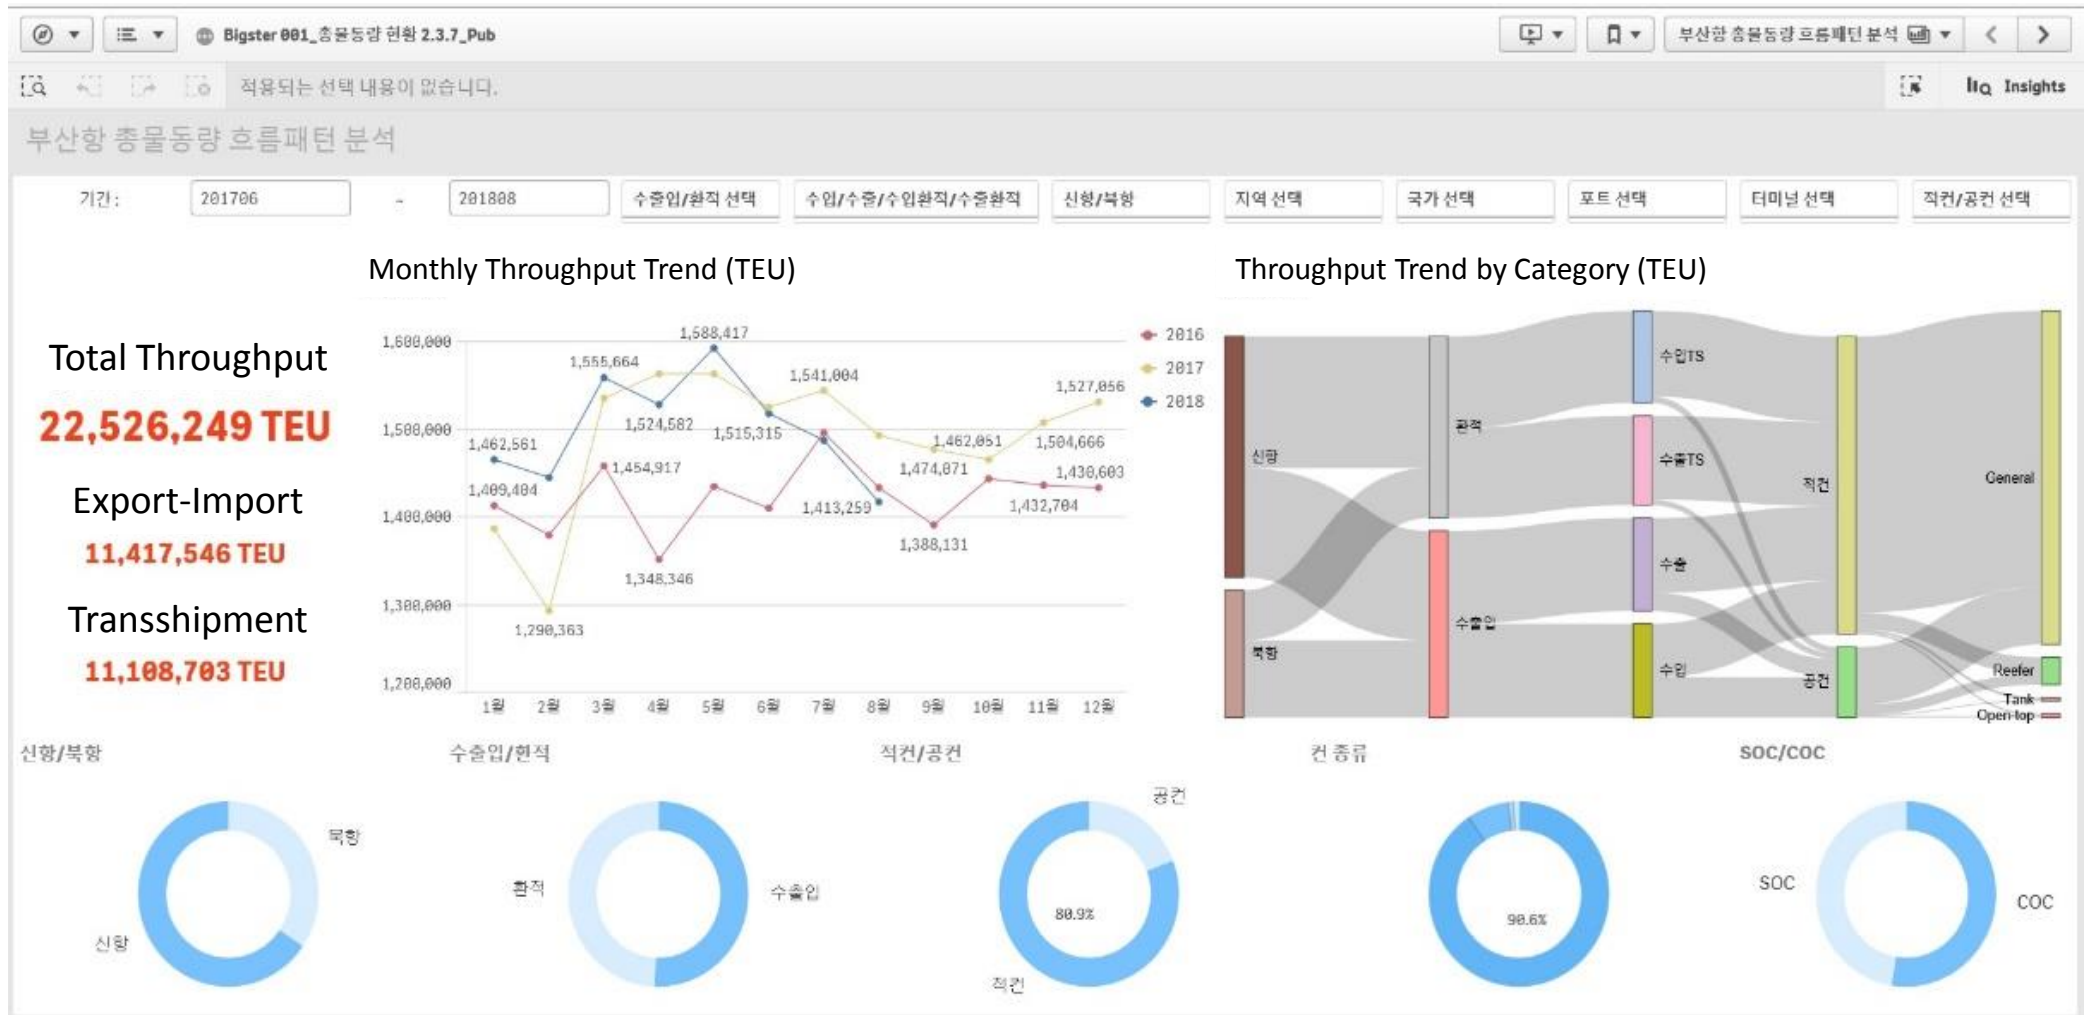 Bigster 001_총물동량 현황 2.3.7_Pub
부산항 총물동량 흐름패턴 분석
적용되는 선택 내용이 없습니다.
Insights
부산항 총물동량 흐름패턴 분석
기간:
201706
~
201808
수출입/환적 선택
수입/수출/수입환적/수출환적
신항/북항
지역 선택
국가 선택
포트 선택
터미널 선택
적컨/공컨 선택
Total Throughput
22,526,249 TEU
Export-Import
11,417,546 TEU
Transshipment
11,108,703 TEU
Monthly Throughput Trend (TEU)
1,600,000
1,500,000
1,400,000
1,300,000
1,200,000
1,462,561
1,409,404
1,290,363
1,555,664
1,454,917
1,524,582
1,348,346
1,588,417
1,515,315
1,541,004
1,413,259
1,474,071
1,388,131
1,462,051
1,432,704
1,504,666
1,527,056
1,430,603
2016
2017
2018
1월 2월 3월 4월 5월 6월 7월 8월 9월 10월 11월 12월
Throughput Trend by Category (TEU)
신항
북항
환적
수출입
수입TS
수출TS
수출
수입
적컨
공컨
General
Reefer
Tank
Open top
신항/북항
북항
신항
수출입/환적
환적
수출입
적컨/공컨
공컨
80.9%
적컨
컨 종류
90.6%
SOC/COC
SOC
COC